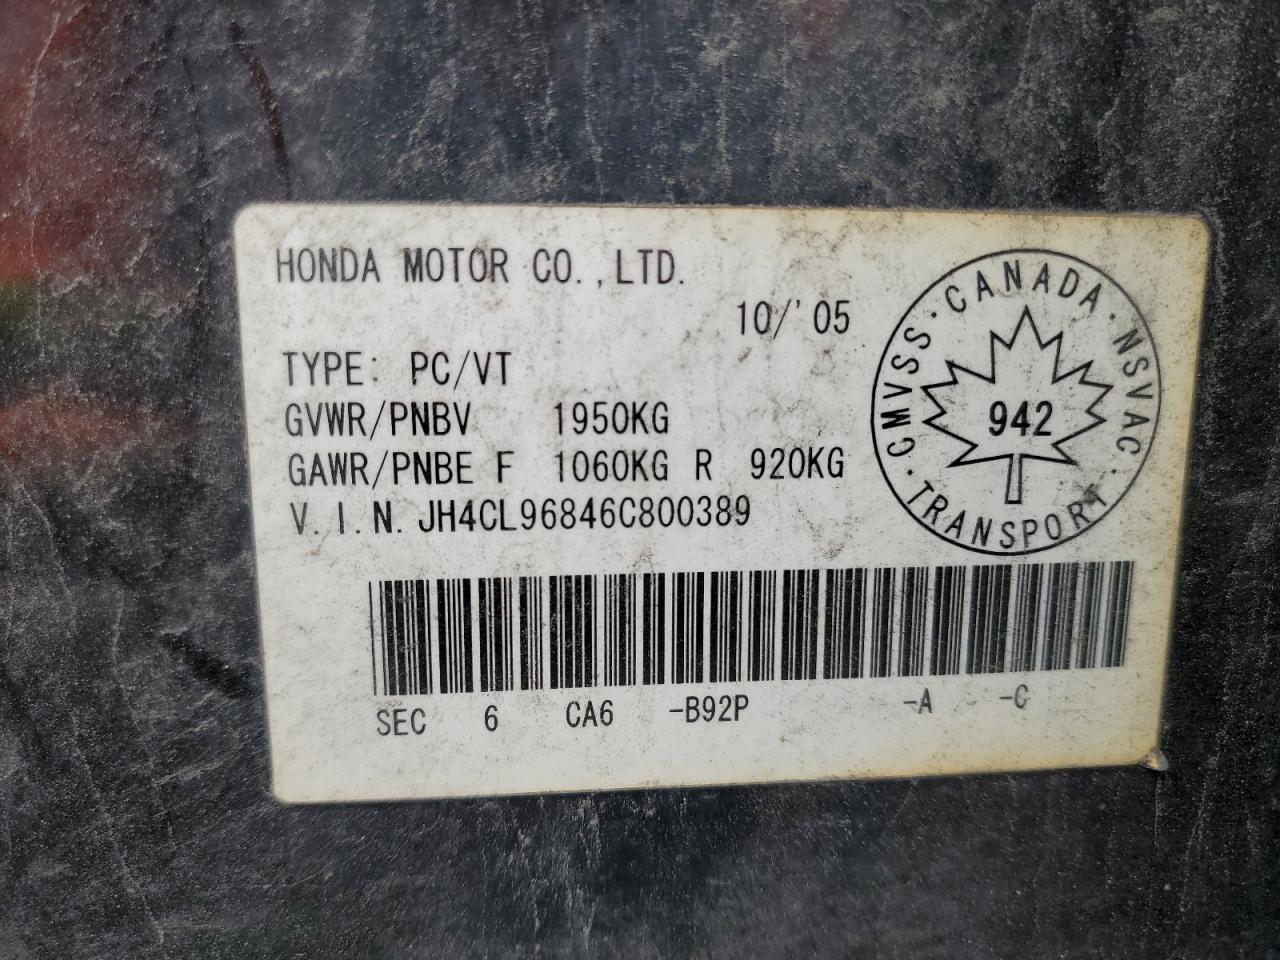 HONDA MOTOR CO.,LTD.
10/'05
TYPE: PC/VT
GVWR/PNBV 1950KG
GAWR/PNBE F 1060KG R 920KG
V.I.N. JH4CL96846C800389
SEC 6 CA6 -B92P -A -C
CMVSS · CANADA · NSVAC · TRANSPORT ·
942